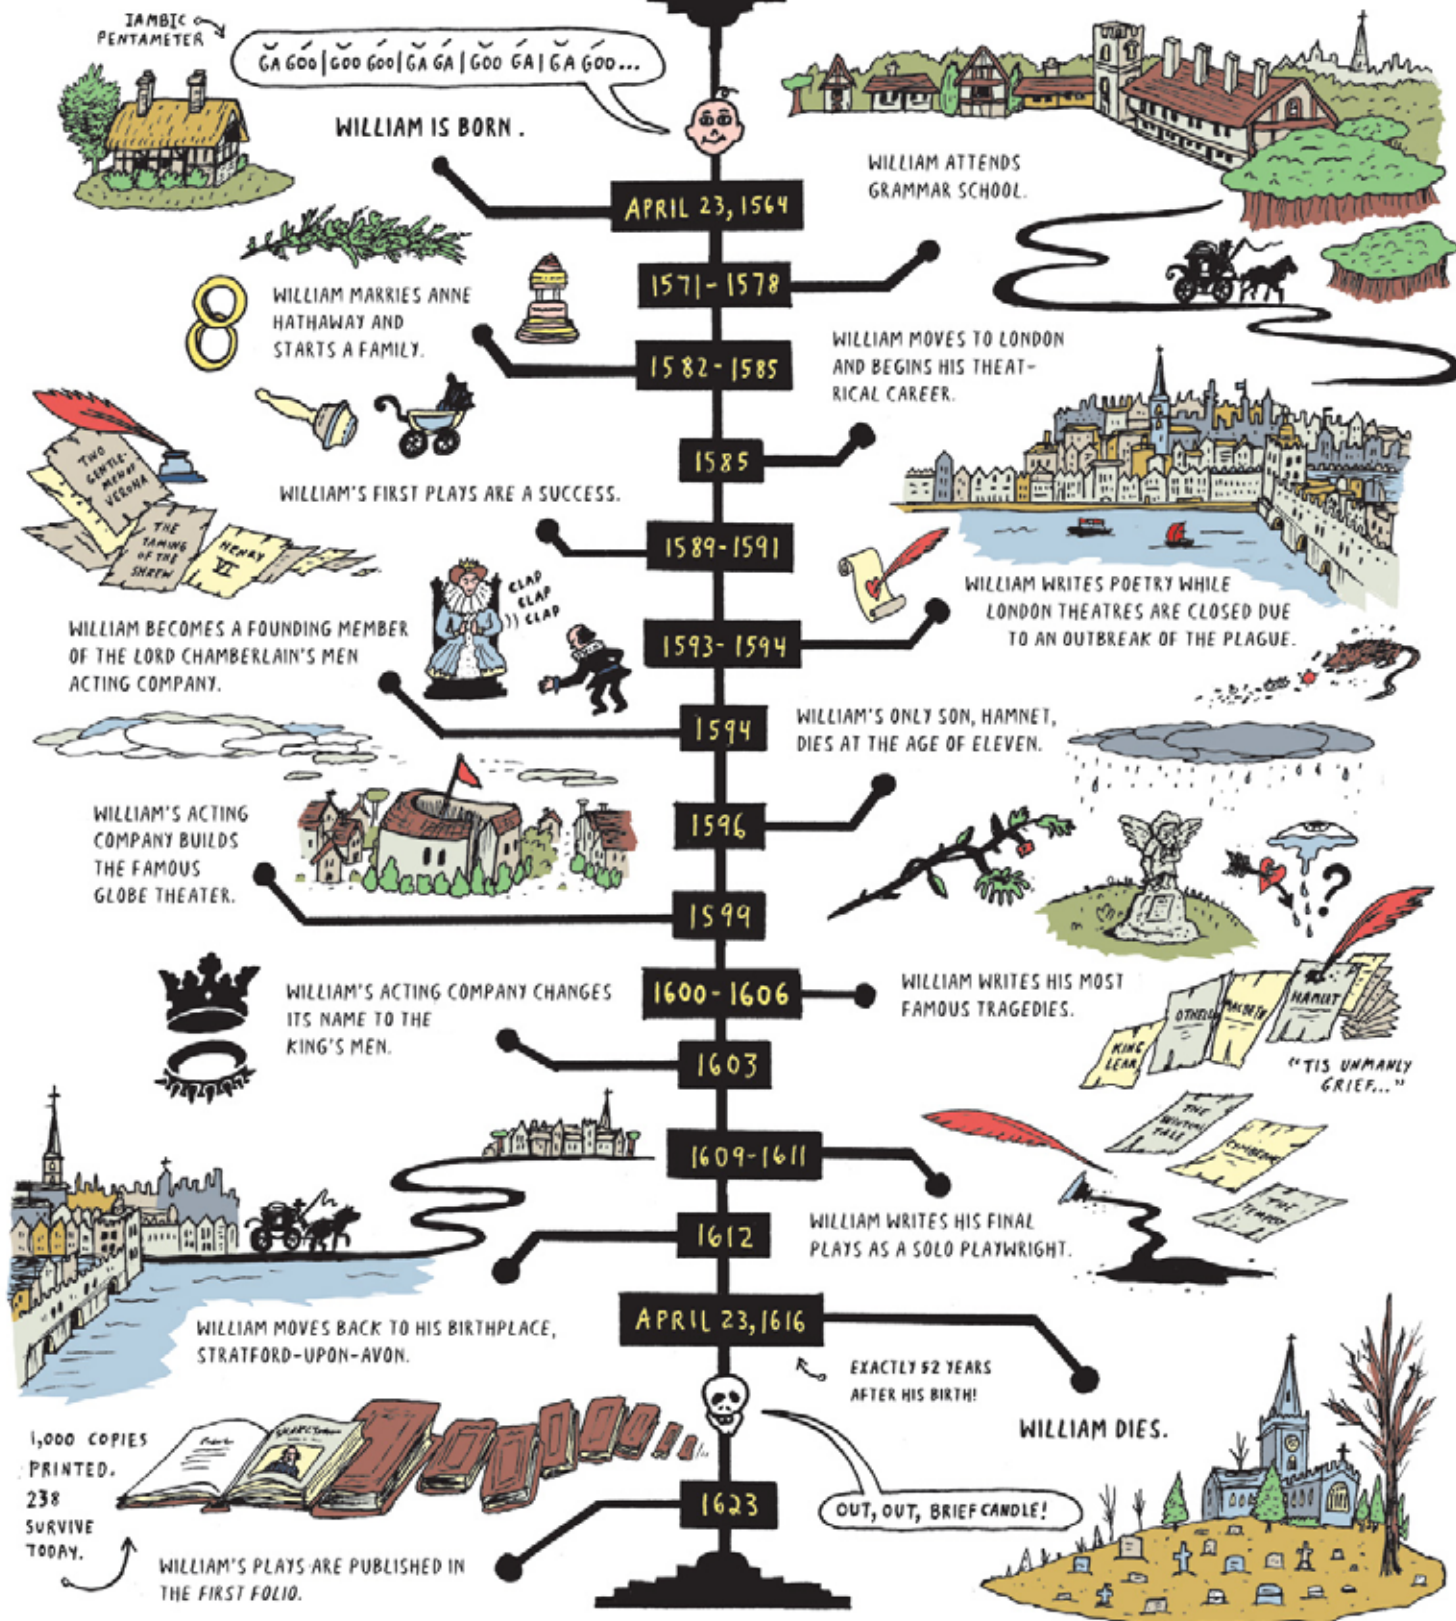 IAMBIC
PENTAMETER
GA GOO | GOO GOO | GA GA | GOO GA | GA GOO...
WILLIAM IS BORN.
APRIL 23, 1564
WILLIAM ATTENDS
GRAMMAR SCHOOL.
1571-1578
WILLIAM MARRIES ANNE
HATHAWAY AND
STARTS A FAMILY.
1582-1585
WILLIAM MOVES TO LONDON
AND BEGINS HIS THEAT-
RICAL CAREER.
1585
TWO
GENTLE-
MEN OF
VERONA
THE
TAMING
OF THE
SHREW
HENRY
VI
WILLIAM'S FIRST PLAYS ARE A SUCCESS.
1589-1591
WILLIAM WRITES POETRY WHILE
LONDON THEATRES ARE CLOSED DUE
TO AN OUTBREAK OF THE PLAGUE.
1593-1594
CLAP
CLAP
CLAP
WILLIAM BECOMES A FOUNDING MEMBER
OF THE LORD CHAMBERLAIN'S MEN
ACTING COMPANY.
1594
WILLIAM'S ONLY SON, HAMNET,
DIES AT THE AGE OF ELEVEN.
1596
?
WILLIAM'S ACTING
COMPANY BUILDS
THE FAMOUS
GLOBE THEATER.
1599
1600-1606
WILLIAM WRITES HIS MOST
FAMOUS TRAGEDIES.
KING
LEAR
OTHELLO
MACBETH
HAMLET
"'TIS UNMANLY
GRIEF..."
WILLIAM'S ACTING COMPANY CHANGES
ITS NAME TO THE
KING'S MEN.
1603
1609-1611
WILLIAM WRITES HIS FINAL
PLAYS AS A SOLO PLAYWRIGHT.
THE
TALE
CYMBELINE
THE
TEMPEST
1612
WILLIAM MOVES BACK TO HIS BIRTHPLACE,
STRATFORD-UPON-AVON.
APRIL 23, 1616
EXACTLY 52 YEARS
AFTER HIS BIRTH!
WILLIAM DIES.
OUT, OUT, BRIEF CANDLE!
1623
1,000 COPIES
PRINTED.
238
SURVIVE
TODAY.
WILLIAM'S PLAYS ARE PUBLISHED IN
THE FIRST FOLIO.